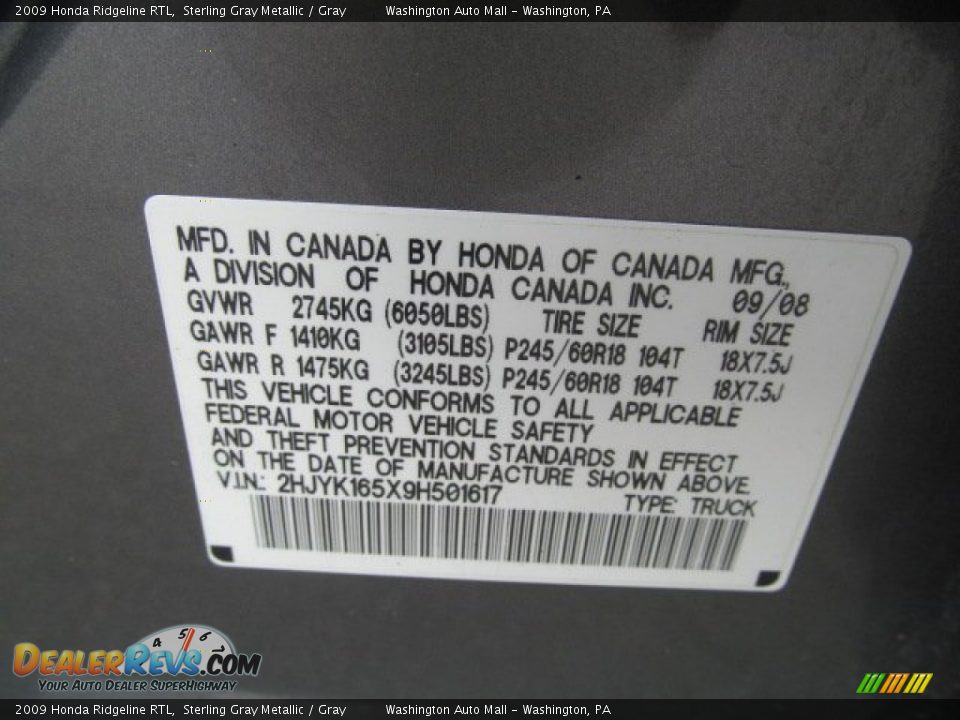 2009 Honda Ridgeline RTL, Sterling Gray Metallic / Gray Washington Auto Mall - Washington, PA
MFD. IN CANADA BY HONDA OF CANADA MFG.,
A DIVISION OF HONDA CANADA INC. 09/08
GVWR 2745KG (6050LBS) TIRE SIZE RIM SIZE
GAWR F 1410KG (3105LBS) P245/60R18 104T 18X7.5J
GAWR R 1475KG (3245LBS) P245/60R18 104T 18X7.5J
THIS VEHICLE CONFORMS TO ALL APPLICABLE
FEDERAL MOTOR VEHICLE SAFETY
AND THEFT PREVENTION STANDARDS IN EFFECT
ON THE DATE OF MANUFACTURE SHOWN ABOVE.
V.I.N.: 2HJYK165X9H501617 TYPE: TRUCK
4 5 6
DEALERREVS.COM
YOUR AUTO DEALER SUPERHIGHWAY
2009 Honda Ridgeline RTL, Sterling Gray Metallic / Gray Washington Auto Mall - Washington, PA